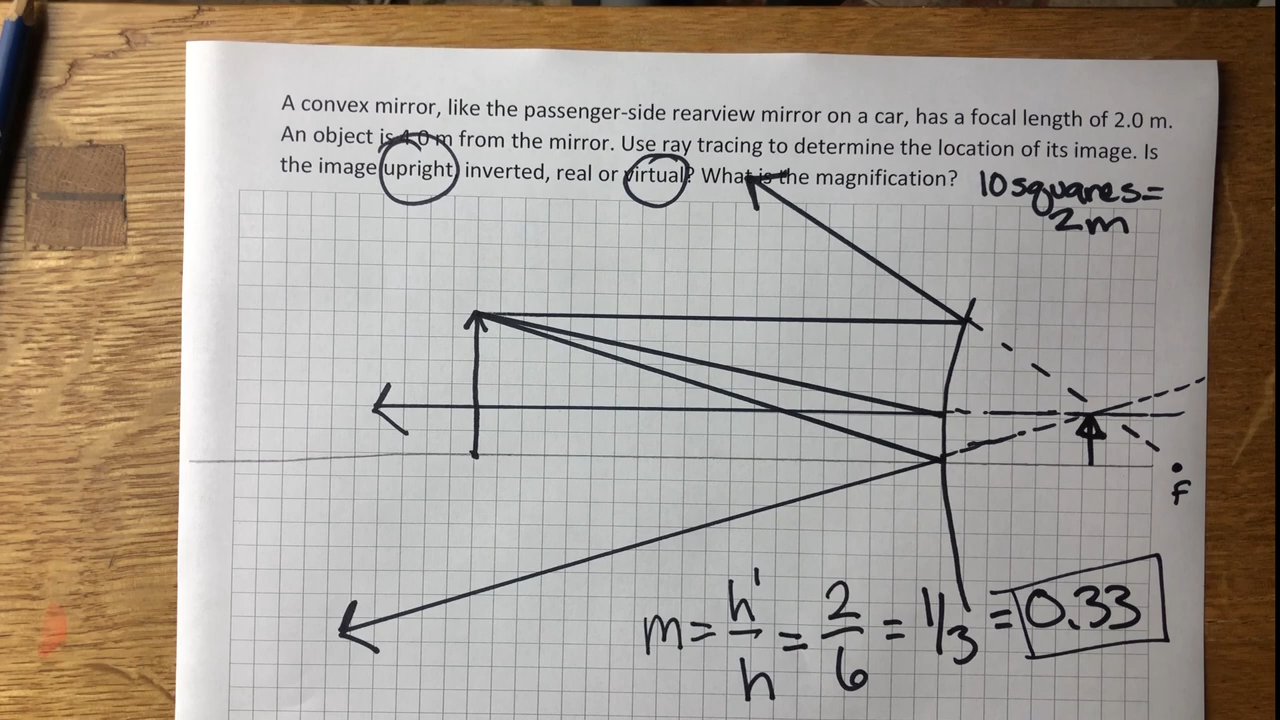 A convex mirror, like the passenger-side rearview mirror on a car, has a focal length of 2.0 m.
An object is 4.0 m from the mirror. Use ray tracing to determine the location of its image. Is
the image upright, inverted, real or virtual? What is the magnification?
10 squares =
2m
F
m = h'/h = 2/6 = 1/3 = 0.33